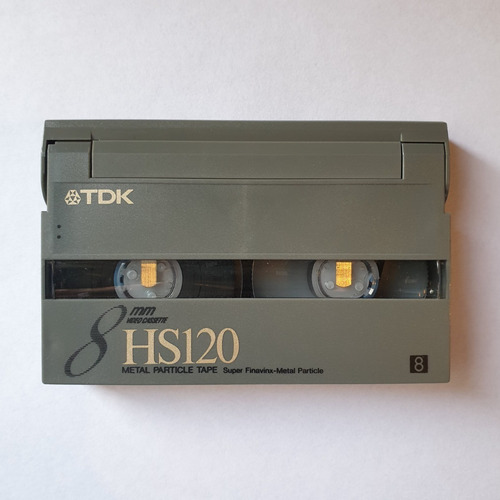 TDK
8 mm
VIDEO CASSETTE
HS120
METAL PARTICLE TAPE Super Finavinx•Metal Particle
8